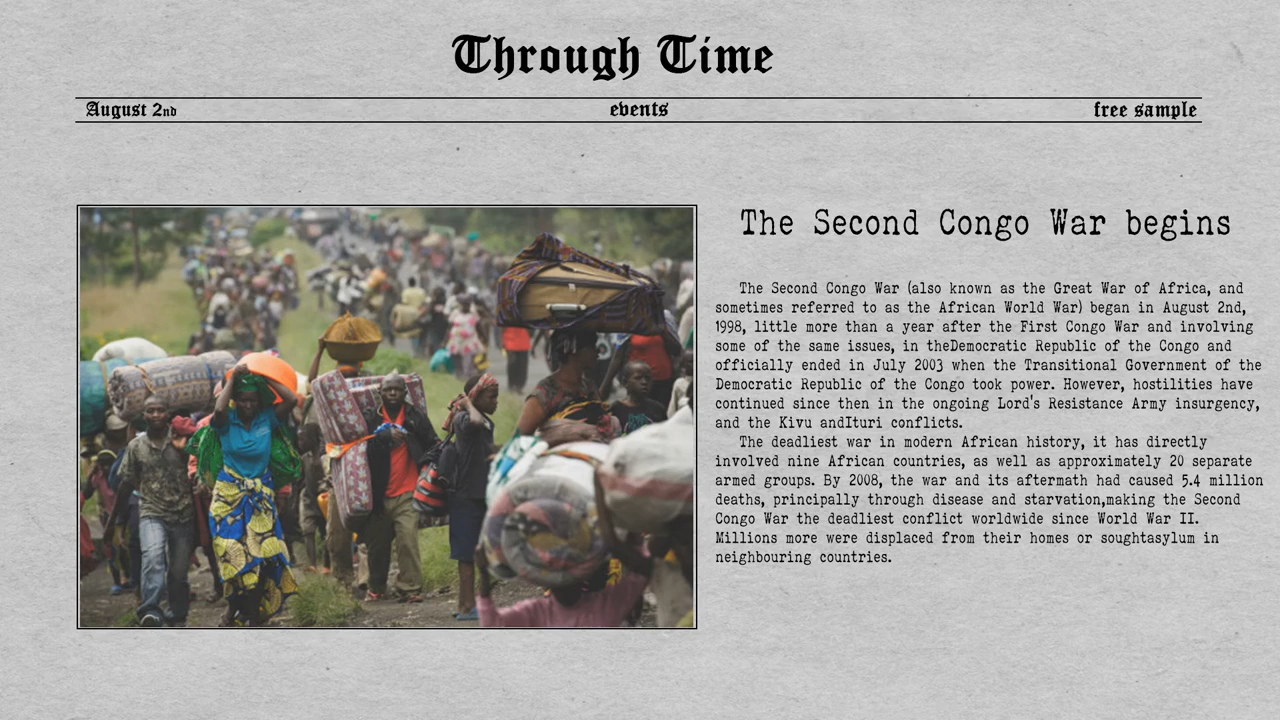 Through Time
August 2nd events free sample
The Second Congo War begins
The Second Congo War (also known as the Great War of Africa, and
sometimes referred to as the African World War) began in August 2nd,
1998, little more than a year after the First Congo War and involving
some of the same issues, in theDemocratic Republic of the Congo and
officially ended in July 2003 when the Transitional Government of the
Democratic Republic of the Congo took power. However, hostilities have
continued since then in the ongoing Lord's Resistance Army insurgency,
and the Kivu andIturi conflicts.
The deadliest war in modern African history, it has directly
involved nine African countries, as well as approximately 20 separate
armed groups. By 2008, the war and its aftermath had caused 5.4 million
deaths, principally through disease and starvation,making the Second
Congo War the deadliest conflict worldwide since World War II.
Millions more were displaced from their homes or soughtasylum in
neighbouring countries.